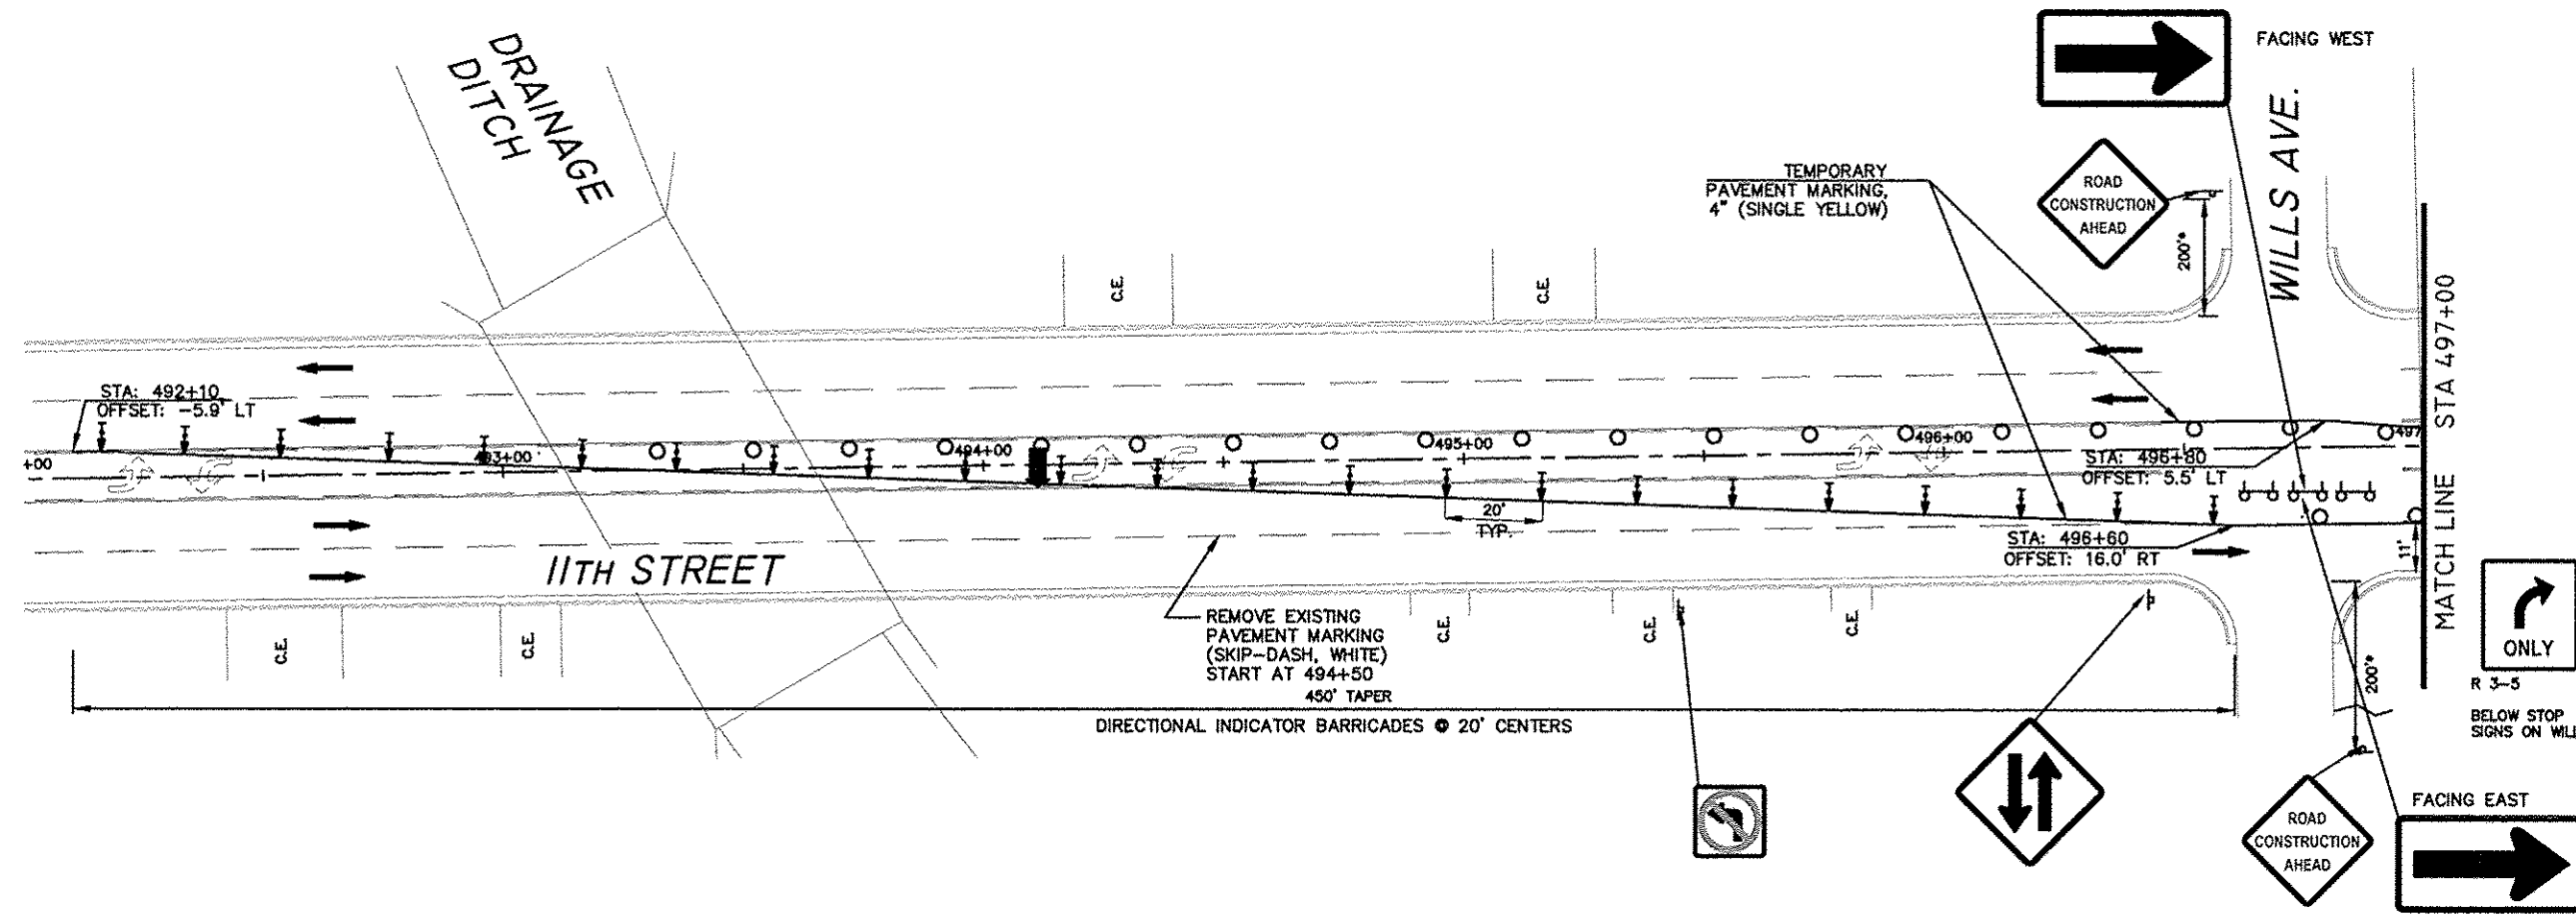 FACING WEST
DRAINAGE
DITCH
WILLS AVE.
TEMPORARY
PAVEMENT MARKING,
4" (SINGLE YELLOW)
ROAD
CONSTRUCTION
AHEAD
200'*
C.E.
C.E.
MATCH LINE STA 497+00
STA: 492+10
OFFSET: -5.9' LT
+00
493+00
494+00
495+00
496+00
497
STA: 496+80
OFFSET: 5.5' LT
20'
TYP.
STA: 496+60
OFFSET: 16.0' RT
11'
11TH STREET
REMOVE EXISTING
PAVEMENT MARKING
(SKIP-DASH, WHITE)
START AT 494+50
C.E.
C.E.
C.E.
C.E.
C.E.
450' TAPER
DIRECTIONAL INDICATOR BARRICADES @ 20' CENTERS
200'*
ONLY
R 3-5
BELOW STOP
SIGNS ON WILL
FACING EAST
ROAD
CONSTRUCTION
AHEAD